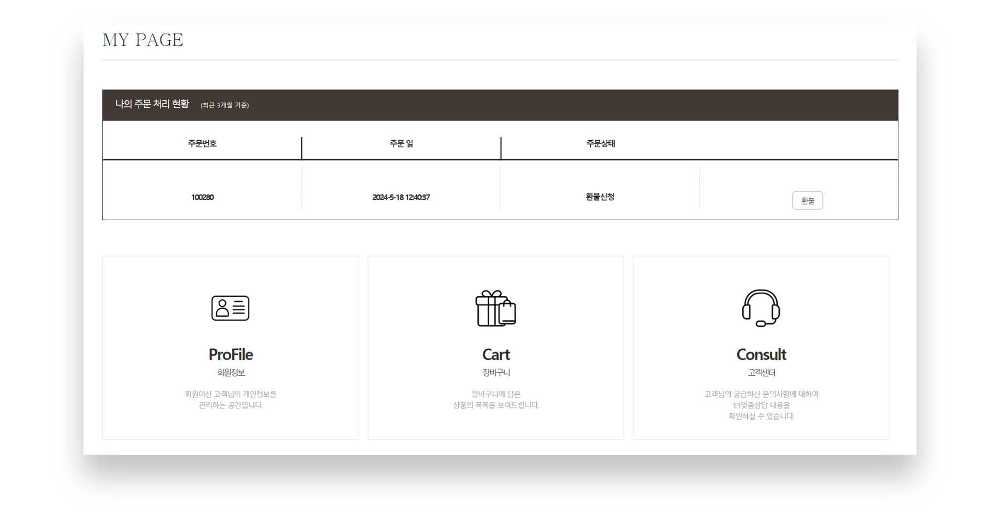 MY PAGE
나의 주문 처리 현황 (최근 3개월 기준)
주문번호 주문 일 주문상태
100280 2024-5-18 12:40:37 환불신청 환불
ProFile
회원정보
회원이신 고객님의 개인정보를
관리하는 공간입니다.
Cart
장바구니
장바구니에 담은
상품의 목록을 보여드립니다.
Consult
고객센터
고객님의 궁금하신 문의사항에 대하여
1:1맞춤상담 내용을
확인하실 수 있습니다.